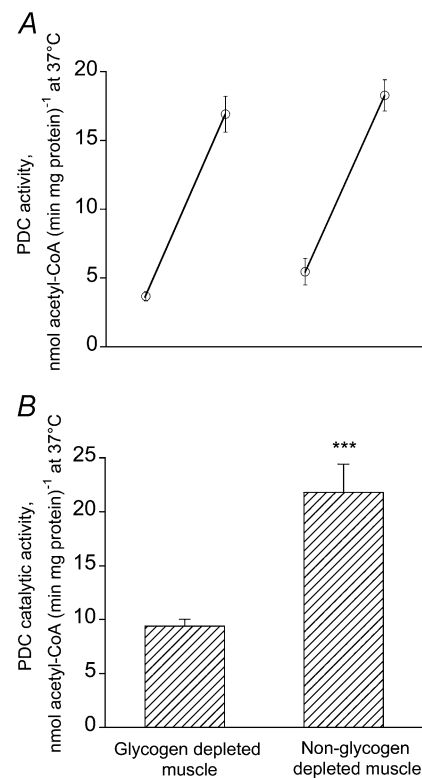 A
PDC activity,
nmol acetyl-CoA (min mg protein)⁻¹ at 37°C
20
15
10
5
0
B
PDC catalytic activity,
nmol acetyl-CoA (min mg protein)⁻¹ at 37°C
25
20
15
10
5
0
***
Glycogen depleted
muscle
Non-glycogen
depleted muscle